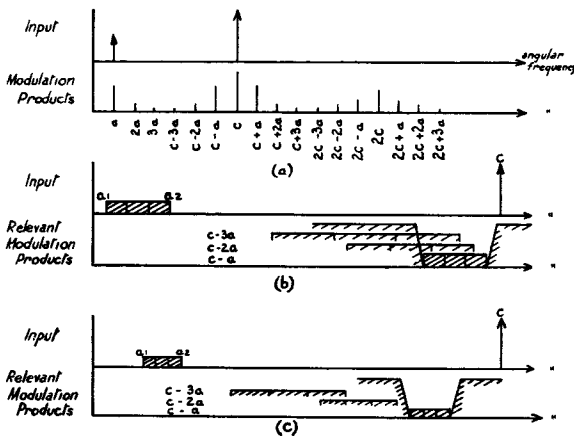 Input
angular frequency
Modulation Products
a 2a 3a c-3a c-2a c-a c c+a c+2a c+3a 2c-3a 2c-2a 2c-a 2c 2c+a 2c+2a 2c+3a
(a)
Input
a1 a2 c
Relevant Modulation Products
c-3a
c-2a
c-a
(b)
Input
a1 a2 c
Relevant Modulation Products
c-3a
c-2a
c-a
(c)